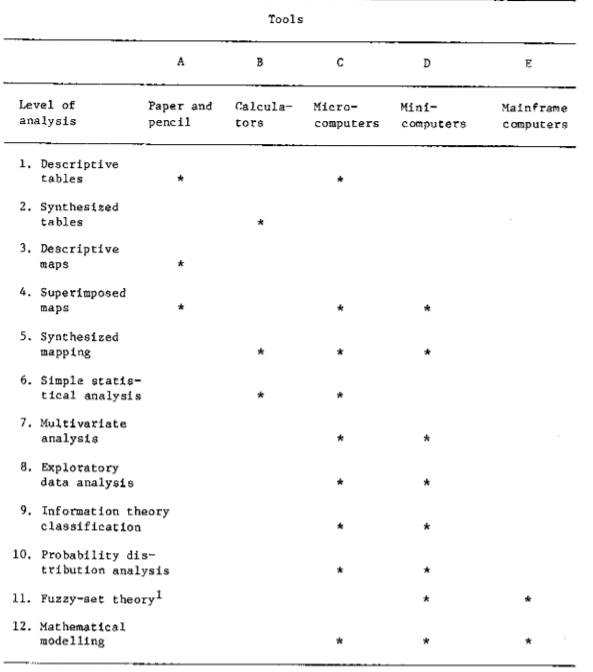 Tools
A B C D E
Level of Paper and Calcula- Micro- Mini- Mainframe
analysis pencil tors computers computers computers
1. Descriptive
tables * *
2. Synthesized
tables *
3. Descriptive
maps *
4. Superimposed
maps * * *
5. Synthesized
mapping * * *
6. Simple statis-
tical analysis * *
7. Multivariate
analysis * *
8. Exploratory
data analysis * *
9. Information theory
classification * *
10. Probability dis-
tribution analysis * *
11. Fuzzy-set theory¹ * *
12. Mathematical
modelling * * *